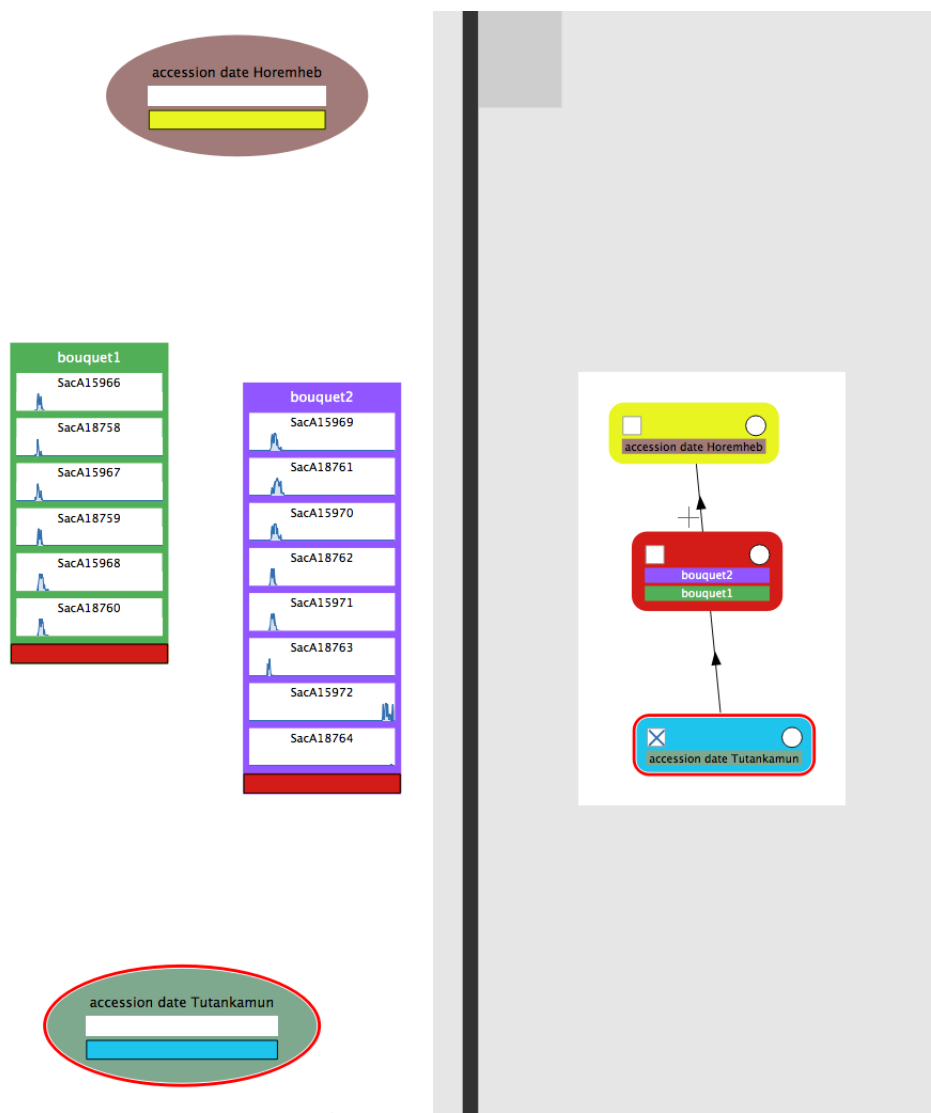 accession date Horemheb
bouquet1
SacA15966
SacA18758
SacA15967
SacA18759
SacA15968
SacA18760
bouquet2
SacA15969
SacA18761
SacA15970
SacA18762
SacA15971
SacA18763
SacA15972
SacA18764
accession date Tutankamun
accession date Horemheb
bouquet2
bouquet1
accession date Tutankamun